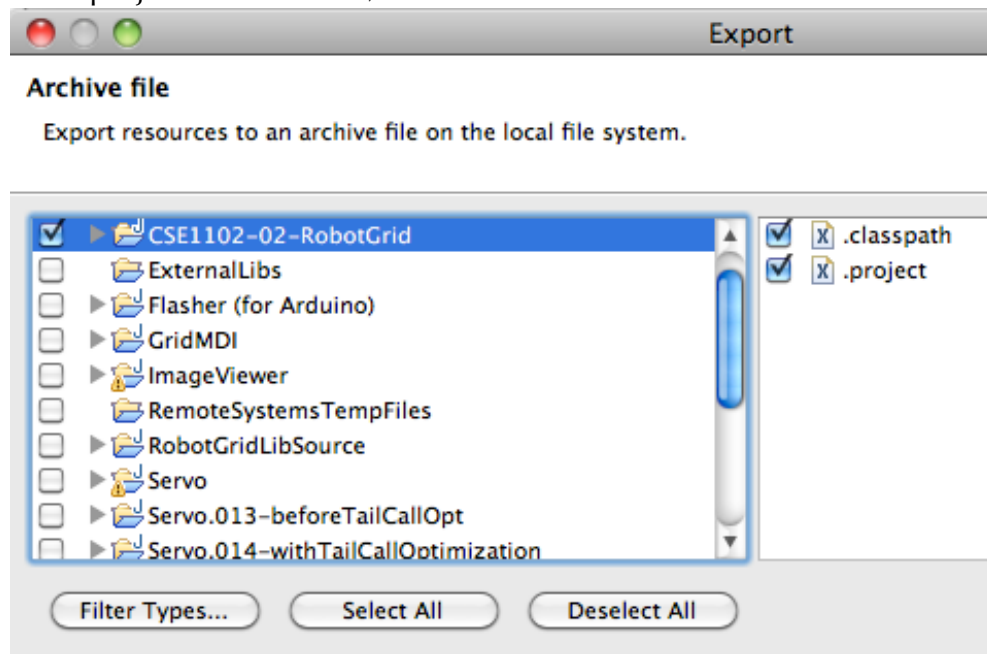 Export
Archive file
Export resources to an archive file on the local file system.
CSE1102-02-RobotGrid
ExternalLibs
Flasher (for Arduino)
GridMDI
ImageViewer
RemoteSystemsTempFiles
RobotGridLibSource
Servo
Servo.013-beforeTailCallOpt
Servo.014-withTailCallOptimization
.classpath
.project
Filter Types...
Select All
Deselect All